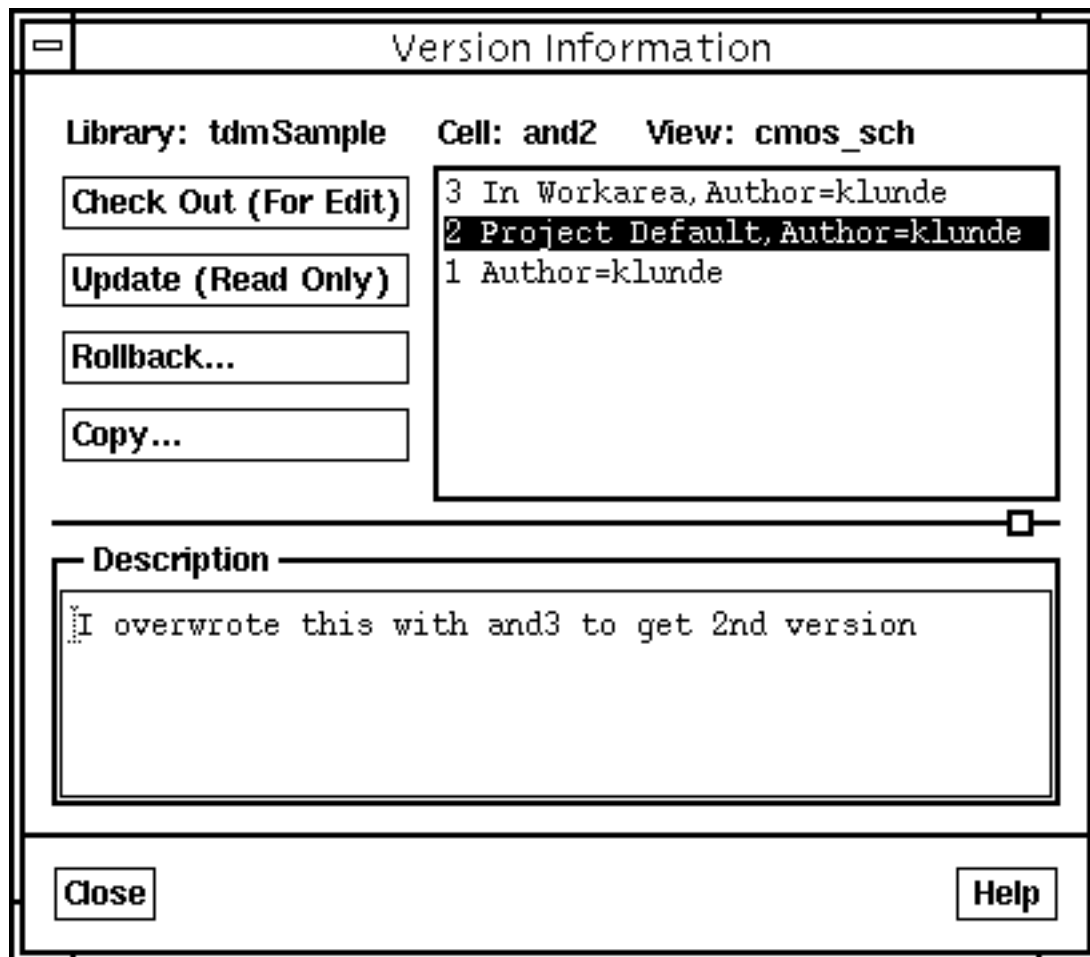 Version Information
Library: tdmSample Cell: and2 View: cmos_sch
Check Out (For Edit)
Update (Read Only)
Rollback...
Copy...
3 In Workarea, Author=klunde
2 Project Default, Author=klunde
1 Author=klunde
Description
I overwrote this with and3 to get 2nd version
Close
Help